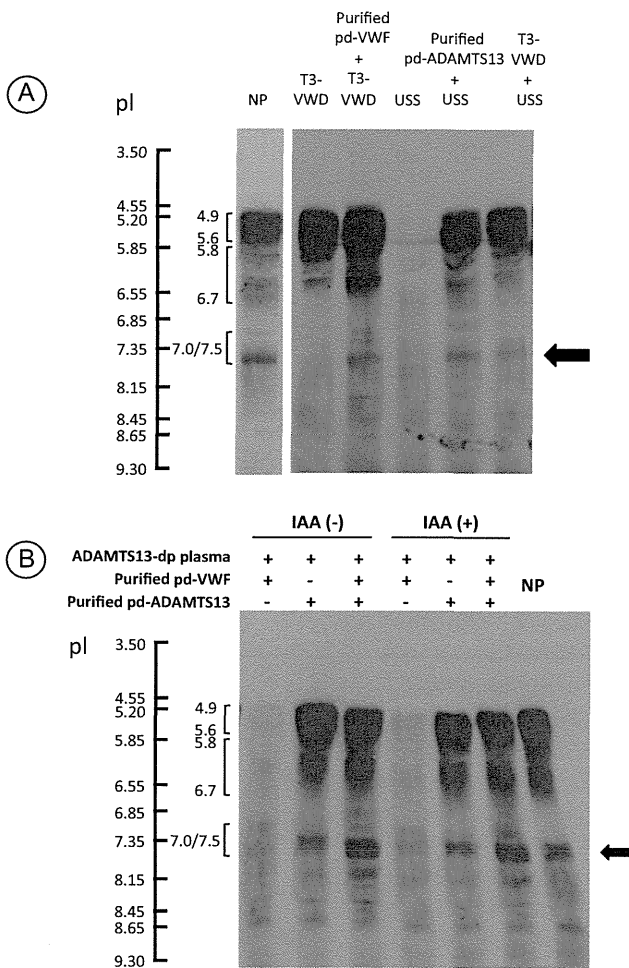 Purified
pd-VWF
Purified
T3-
+
pd-ADAMTS13
VWD
A
T3-
T3-
+
+
pI
NP
VWD
VWD
USS
USS
USS
3.50
4.55
5.20
5.85
6.55
6.85
7.35
8.15
8.45
8.65
9.30
4.9
5.6
5.8
6.7
7.0/7.5
B
IAA (-)
IAA (+)
ADAMTS13-dp plasma + + + + + +
Purified pd-VWF + - + + - + NP
Purified pd-ADAMTS13 - + + - + +
pI
3.50
4.55
5.20
5.85
6.55
6.85
7.35
8.15
8.45
8.65
9.30
4.9
5.6
5.8
6.7
7.0/7.5